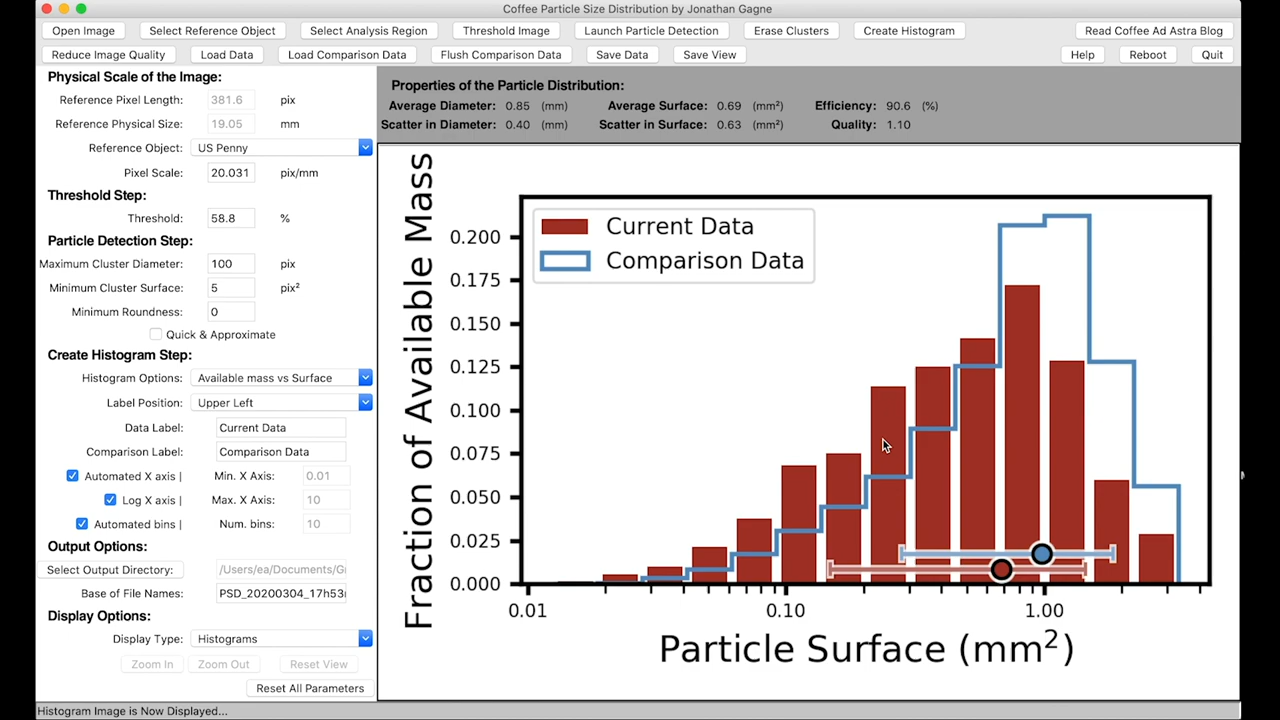 Coffee Particle Size Distribution by Jonathan Gagne
Open Image Select Reference Object Select Analysis Region Threshold Image Launch Particle Detection Erase Clusters Create Histogram Read Coffee Ad Astra Blog
Reduce Image Quality Load Data Load Comparison Data Flush Comparison Data Save Data Save View Help Reboot Quit
Physical Scale of the Image:
Reference Pixel Length: 381.6 pix
Reference Physical Size: 19.05 mm
Reference Object: US Penny
Pixel Scale: 20.031 pix/mm
Threshold Step:
Threshold: 58.8 %
Particle Detection Step:
Maximum Cluster Diameter: 100 pix
Minimum Cluster Surface: 5 pix²
Minimum Roundness: 0
Quick & Approximate
Create Histogram Step:
Histogram Options: Available mass vs Surface
Label Position: Upper Left
Data Label: Current Data
Comparison Label: Comparison Data
Automated X axis | Min. X Axis: 0.01
Log X axis | Max. X Axis: 10
Automated bins | Num. bins: 10
Output Options:
Select Output Directory: /Users/ea/Documents/Gi
Base of File Names: PSD_20200304_17h53
Display Options:
Display Type: Histograms
Zoom In Zoom Out Reset View
Reset All Parameters
Histogram Image is Now Displayed...
Properties of the Particle Distribution:
Average Diameter: 0.85 (mm) Average Surface: 0.69 (mm²) Efficiency: 90.6 (%)
Scatter in Diameter: 0.40 (mm) Scatter in Surface: 0.63 (mm²) Quality: 1.10
Fraction of Available Mass
Current Data
Comparison Data
0.200
0.175
0.150
0.125
0.100
0.075
0.050
0.025
0.000
0.01 0.10 1.00
Particle Surface (mm²)